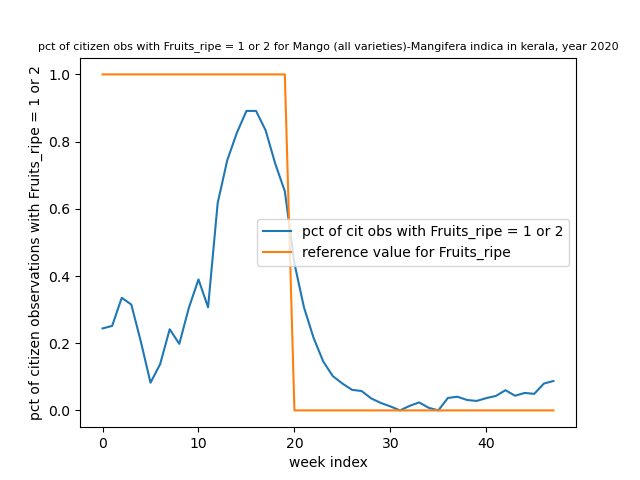 pct of citizen obs with Fruits_ripe = 1 or 2 for Mango (all varieties)-Mangifera indica in kerala, year 2020
pct of citizen observations with Fruits_ripe = 1 or 2
1.0
0.8
0.6
0.4
0.2
0.0
pct of cit obs with Fruits_ripe = 1 or 2
reference value for Fruits_ripe
0 10 20 30 40
week index